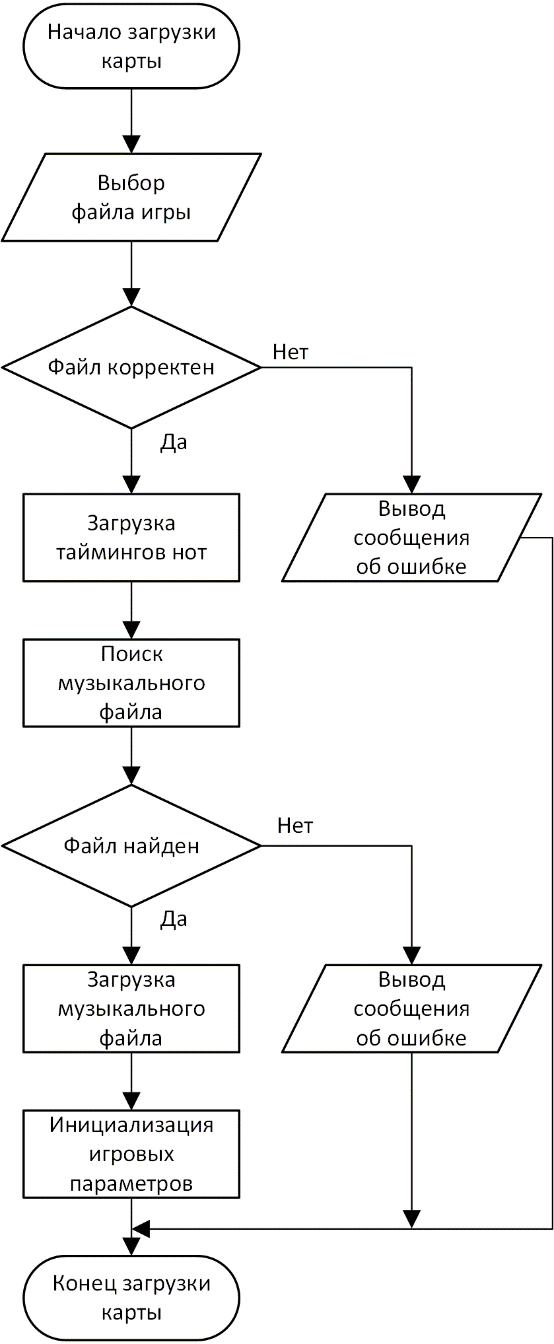 Начало загрузки
карты
Выбор
файла игры
Файл корректен
Нет
Да
Загрузка
таймингов нот
Вывод
сообщения
об ошибке
Поиск
музыкального
файла
Файл найден
Нет
Да
Загрузка
музыкального
файла
Вывод
сообщения
об ошибке
Инициализация
игровых
параметров
Конец загрузки
карты